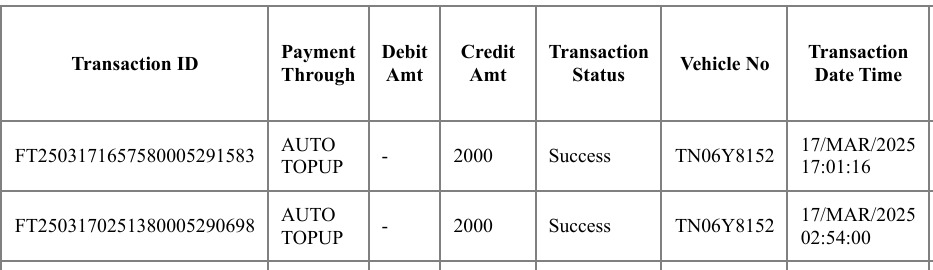 Transaction ID Payment Through Debit Amt Credit Amt Transaction Status Vehicle No Transaction Date Time
FT2503171657580005291583 AUTO TOPUP - 2000 Success TN06Y8152 17/MAR/2025 17:01:16
FT2503170251380005290698 AUTO TOPUP - 2000 Success TN06Y8152 17/MAR/2025 02:54:00